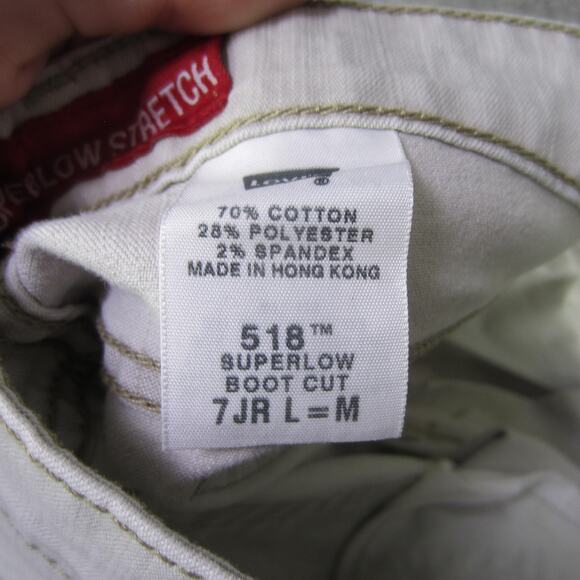 SUPERLOW STRETCH
Levi's ®
70% COTTON
28% POLYESTER
2% SPANDEX
MADE IN HONG KONG
518™
SUPERLOW
BOOT CUT
7JR L=M